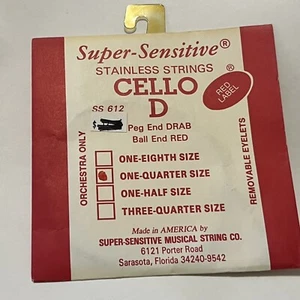 Super-Sensitive®
STAINLESS STRINGS ®
CELLO
D
RED
LABEL
SS 612
Peg End DRAB
Ball End RED
ORCHESTRA ONLY
REMOVABLE EYELETS
ONE-EIGHTH SIZE
ONE-QUARTER SIZE
ONE-HALF SIZE
THREE-QUARTER SIZE
Made in AMERICA by
SUPER-SENSITIVE MUSICAL STRING CO.
6121 Porter Road
Sarasota, Florida 34240-9542